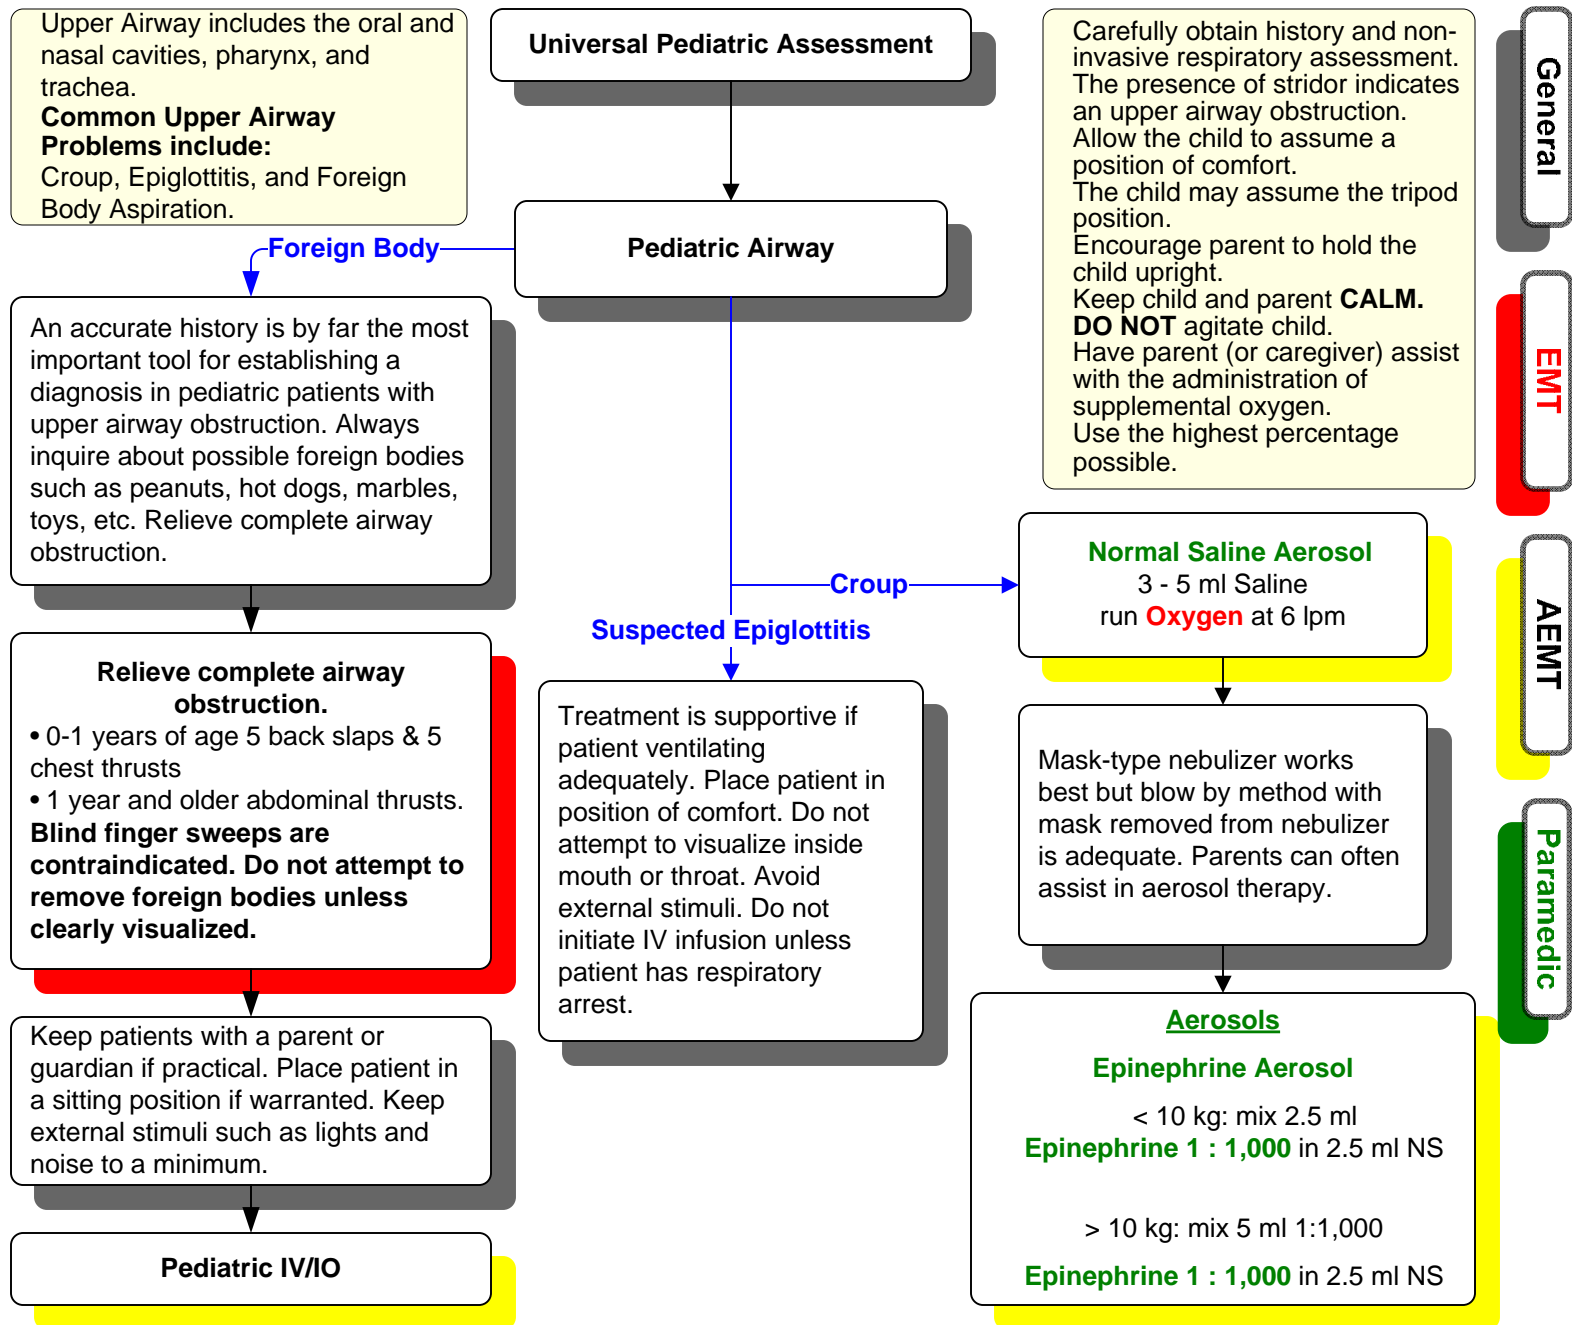 Upper Airway includes the oral and
nasal cavities, pharynx, and
trachea.
Common Upper Airway
Problems include:
Croup, Epiglottitis, and Foreign
Body Aspiration.
Universal Pediatric Assessment
Carefully obtain history and non-
invasive respiratory assessment.
The presence of stridor indicates
an upper airway obstruction.
Allow the child to assume a
position of comfort.
The child may assume the tripod
position.
Encourage parent to hold the
child upright.
Keep child and parent CALM.
DO NOT agitate child.
Have parent (or caregiver) assist
with the administration of
supplemental oxygen.
Use the highest percentage
possible.
General
EMT
AEMT
Paramedic
Pediatric Airway
Foreign Body
An accurate history is by far the most
important tool for establishing a
diagnosis in pediatric patients with
upper airway obstruction. Always
inquire about possible foreign bodies
such as peanuts, hot dogs, marbles,
toys, etc. Relieve complete airway
obstruction.
Relieve complete airway
obstruction.
• 0-1 years of age 5 back slaps & 5
chest thrusts
• 1 year and older abdominal thrusts.
Blind finger sweeps are
contraindicated. Do not attempt to
remove foreign bodies unless
clearly visualized.
Keep patients with a parent or
guardian if practical. Place patient in
a sitting position if warranted. Keep
external stimuli such as lights and
noise to a minimum.
Pediatric IV/IO
Suspected Epiglottitis
Treatment is supportive if
patient ventilating
adequately. Place patient in
position of comfort. Do not
attempt to visualize inside
mouth or throat. Avoid
external stimuli. Do not
initiate IV infusion unless
patient has respiratory
arrest.
Croup
Normal Saline Aerosol
3 - 5 ml Saline
run Oxygen at 6 lpm
Mask-type nebulizer works
best but blow by method with
mask removed from nebulizer
is adequate. Parents can often
assist in aerosol therapy.
Aerosols
Epinephrine Aerosol
< 10 kg: mix 2.5 ml
Epinephrine 1 : 1,000 in 2.5 ml NS
> 10 kg: mix 5 ml 1:1,000
Epinephrine 1 : 1,000 in 2.5 ml NS